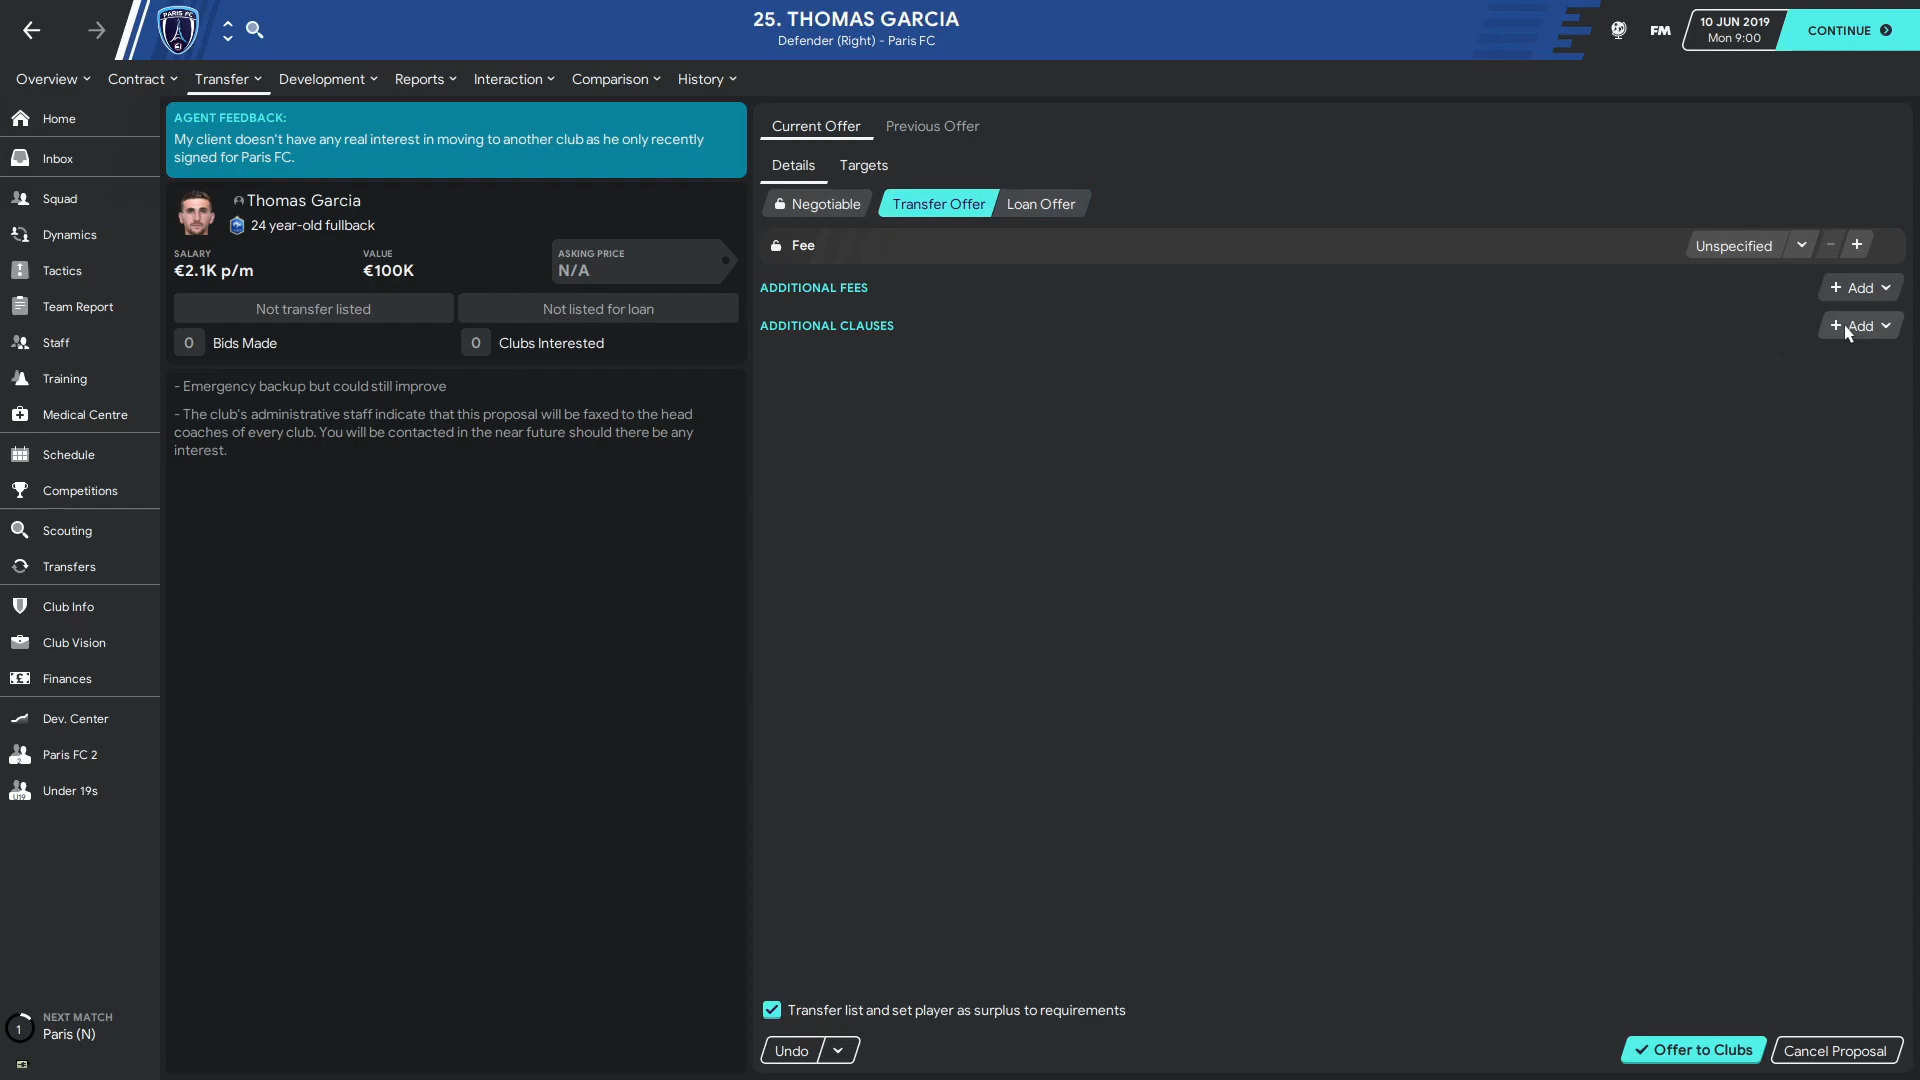 PARIS FC
25. THOMAS GARCIA
Defender (Right) - Paris FC
FM
10 JUN 2019
Mon 9:00
CONTINUE
Overview
Contract
Transfer
Development
Reports
Interaction
Comparison
History
Home
Inbox
Squad
Dynamics
Tactics
Team Report
Staff
Training
Medical Centre
Schedule
Competitions
Scouting
Transfers
Club Info
Club Vision
Finances
Dev. Center
2
Paris FC 2
U19
Under 19s
1
NEXT MATCH
Paris (N)
AGENT FEEDBACK:
My client doesn't have any real interest in moving to another club as he only recently
signed for Paris FC.
Thomas Garcia
24 year-old fullback
SALARY
€2.1K p/m
VALUE
€100K
ASKING PRICE
N/A
Not transfer listed
Not listed for loan
0 Bids Made
0 Clubs Interested
- Emergency backup but could still improve
- The club's administrative staff indicate that this proposal will be faxed to the head
coaches of every club. You will be contacted in the near future should there be any
interest.
Current Offer
Previous Offer
Details
Targets
Negotiable
Transfer Offer
Loan Offer
Fee
Unspecified
- +
ADDITIONAL FEES
+ Add
ADDITIONAL CLAUSES
+ Add
Transfer list and set player as surplus to requirements
Undo
Offer to Clubs
Cancel Proposal